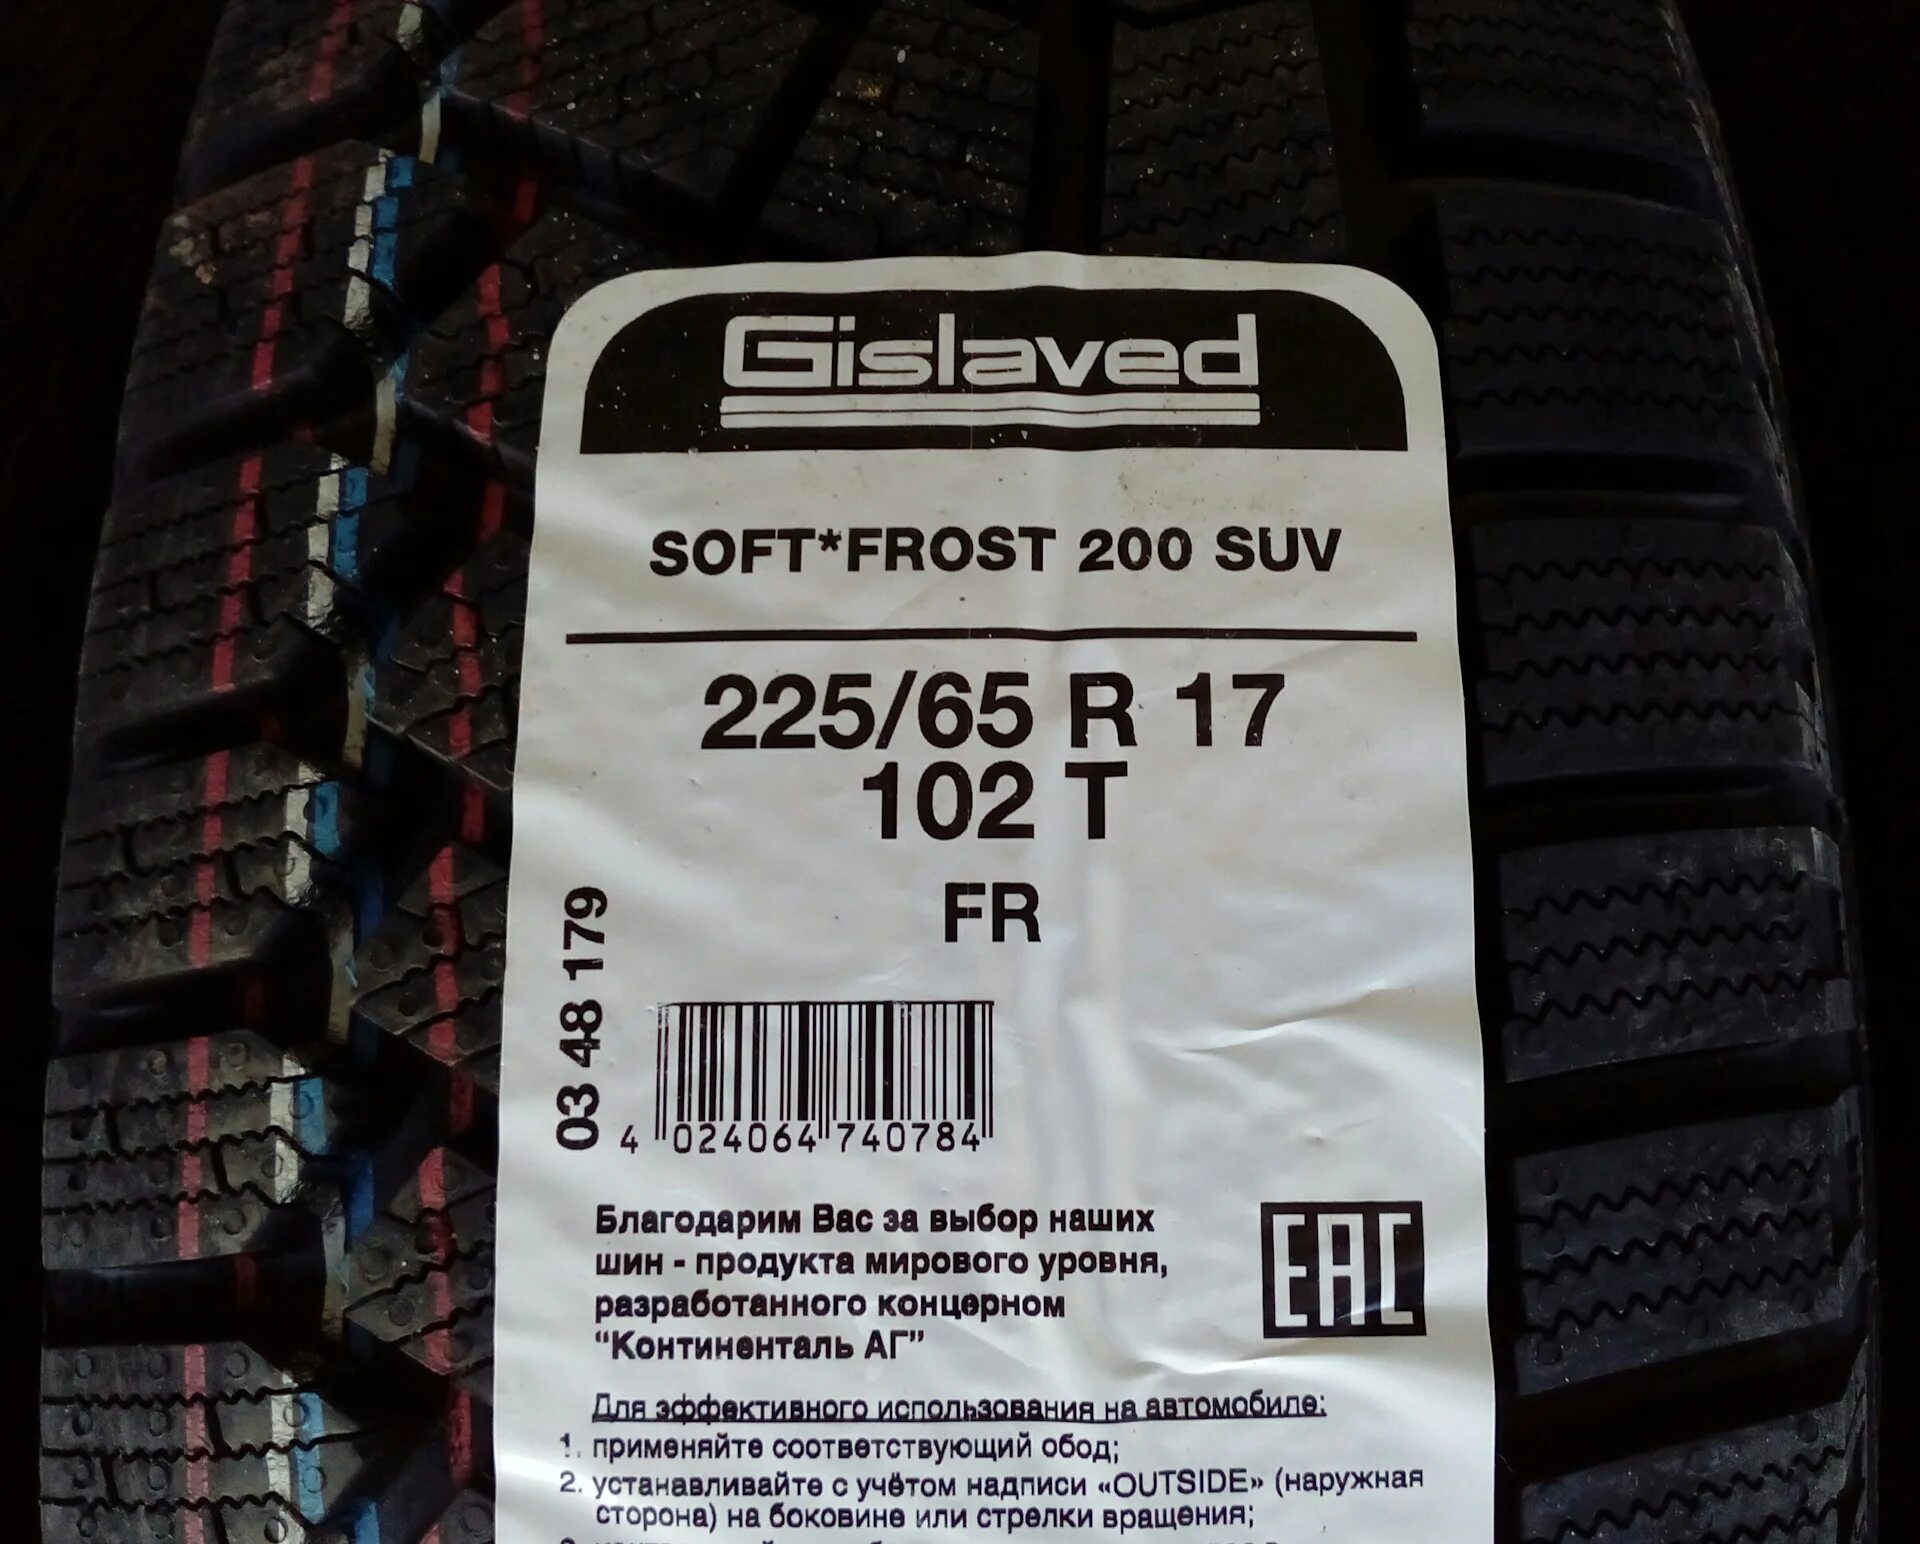 Gislaved
SOFT*FROST 200 SUV
225/65 R 17
102 T
FR
03 48 179
4 024064 740784
Благодарим Вас за выбор наших
шин - продукта мирового уровня,
разработанного концерном
“Континенталь АГ”
EAC
Для эффективного использования на автомобиле:
1. применяйте соответствующий обод;
2. устанавливайте с учётом надписи «OUTSIDE» (наружная
сторона) на боковине или стрелки вращения;